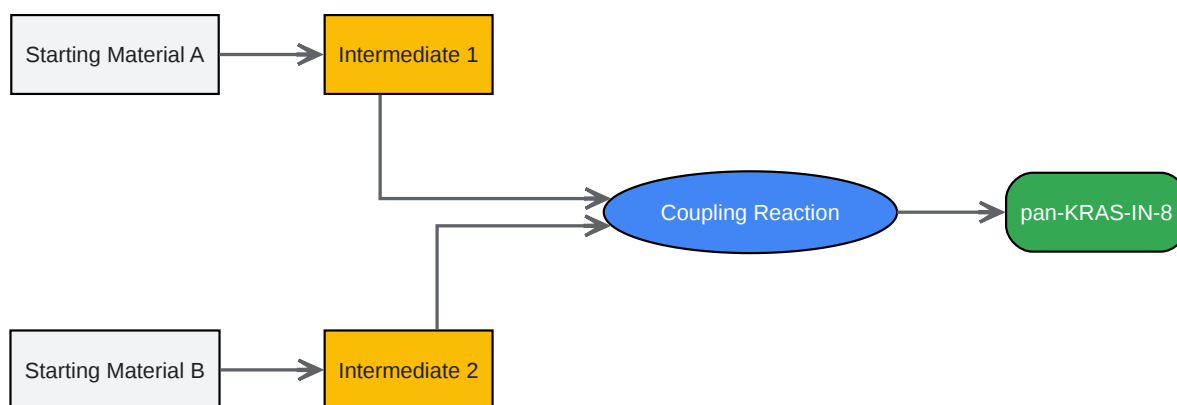 Starting Material A
Intermediate 1
Coupling Reaction
pan-KRAS-IN-8
Starting Material B
Intermediate 2